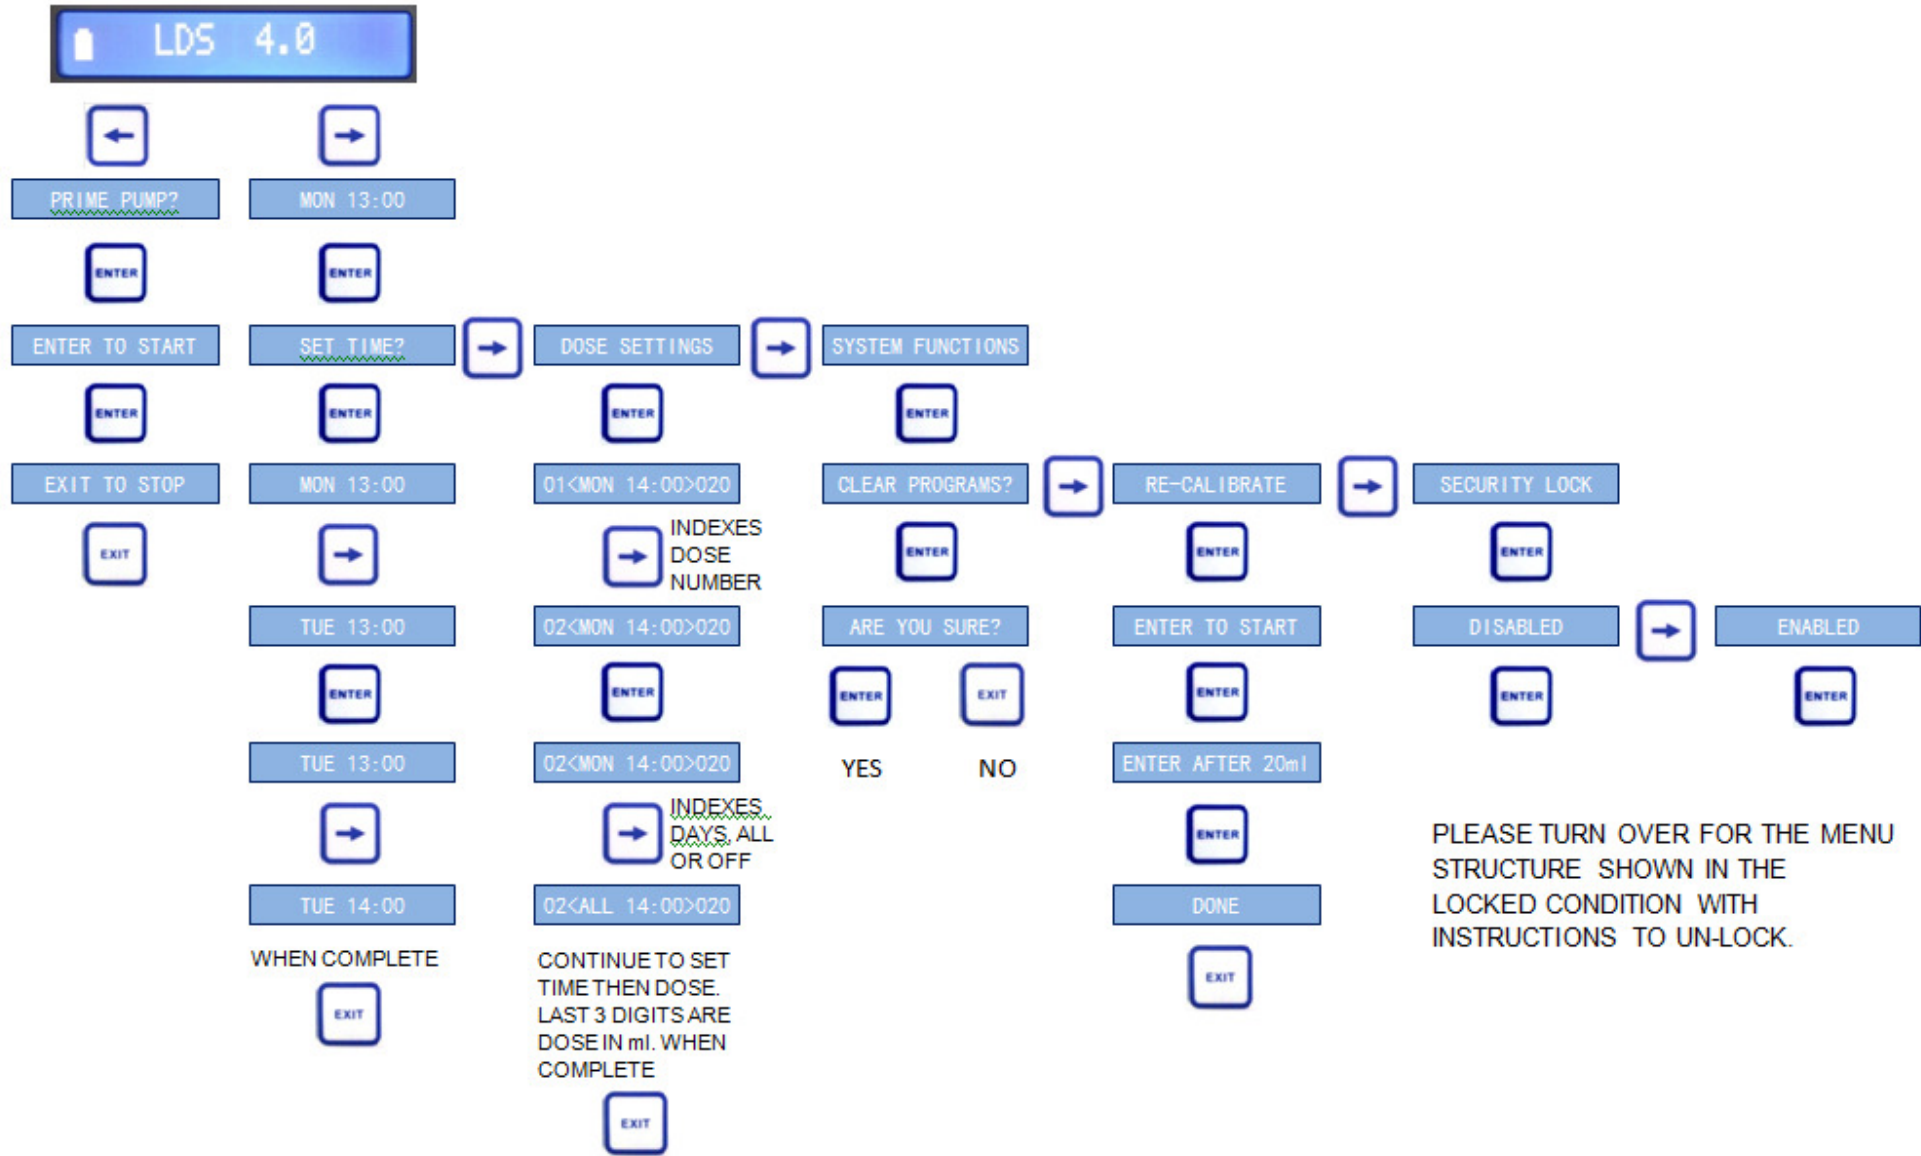 LDS 4.0
PRIME PUMP?
MON 13:00
ENTER
ENTER
ENTER TO START
SET TIME?
DOSE SETTINGS
SYSTEM FUNCTIONS
ENTER
ENTER
ENTER
ENTER
EXIT TO STOP
MON 13:00
01<MON 14:00>020
CLEAR PROGRAMS?
RE-CALIBRATE
SECURITY LOCK
EXIT
INDEXES
DOSE
NUMBER
ENTER
ENTER
ENTER
TUE 13:00
02<MON 14:00>020
ARE YOU SURE?
ENTER TO START
DISABLED
ENABLED
ENTER
ENTER
ENTER
EXIT
ENTER
ENTER
ENTER
TUE 13:00
02<MON 14:00>020
YES
NO
ENTER AFTER 20ml
INDEXES
DAYS, ALL
OR OFF
ENTER
TUE 14:00
02<ALL 14:00>020
DONE
PLEASE TURN OVER FOR THE MENU
STRUCTURE SHOWN IN THE
LOCKED CONDITION WITH
INSTRUCTIONS TO UN-LOCK.
WHEN COMPLETE
EXIT
CONTINUE TO SET
TIME THEN DOSE.
LAST 3 DIGITS ARE
DOSE IN ml. WHEN
COMPLETE
EXIT
EXIT